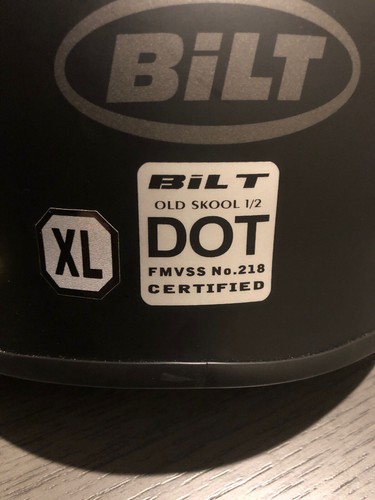 BiLT
BiLT
OLD SKOOL 1/2
DOT
FMVSS No.218
CERTIFIED
XL